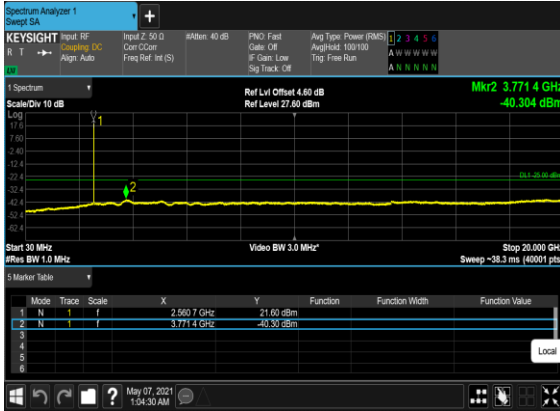 Spectrum Analyzer 1
Swept SA
+
KEYSIGHT Input: RF Input Z: 50 Ω #Atten: 40 dB PNO: Fast Avg Type: Power (RMS) 1 2 3 4 5 6
R T Coupling: DC Corr CCorr Gate: Off Avg|Hold: 100/100 A W W W W W
Align: Auto Freq Ref: Int (S) IF Gain: Low Trig: Free Run
LXI Sig Track: Off A N N N N N
1 Spectrum Ref Lvl Offset 4.60 dB Mkr2 3.771 4 GHz
Scale/Div 10 dB Ref Level 27.60 dBm -40.304 dBm
Log
17.6
7.60
-2.40
-12.4
-22.4
-32.4
-42.4
-52.4
-62.4
1
2
DL1 -25.00 dBm
Start 30 MHz Video BW 3.0 MHz* Stop 20.000 GHz
#Res BW 1.0 MHz Sweep ~38.3 ms (40001 pts
5 Marker Table
Mode Trace Scale X Y Function Function Width Function Value
1 N 1 f 2.560 7 GHz 21.60 dBm
2 N 1 f 3.771 4 GHz -40.30 dBm
3
4
5
6
Local
? May 07, 2021
1:04:30 AM